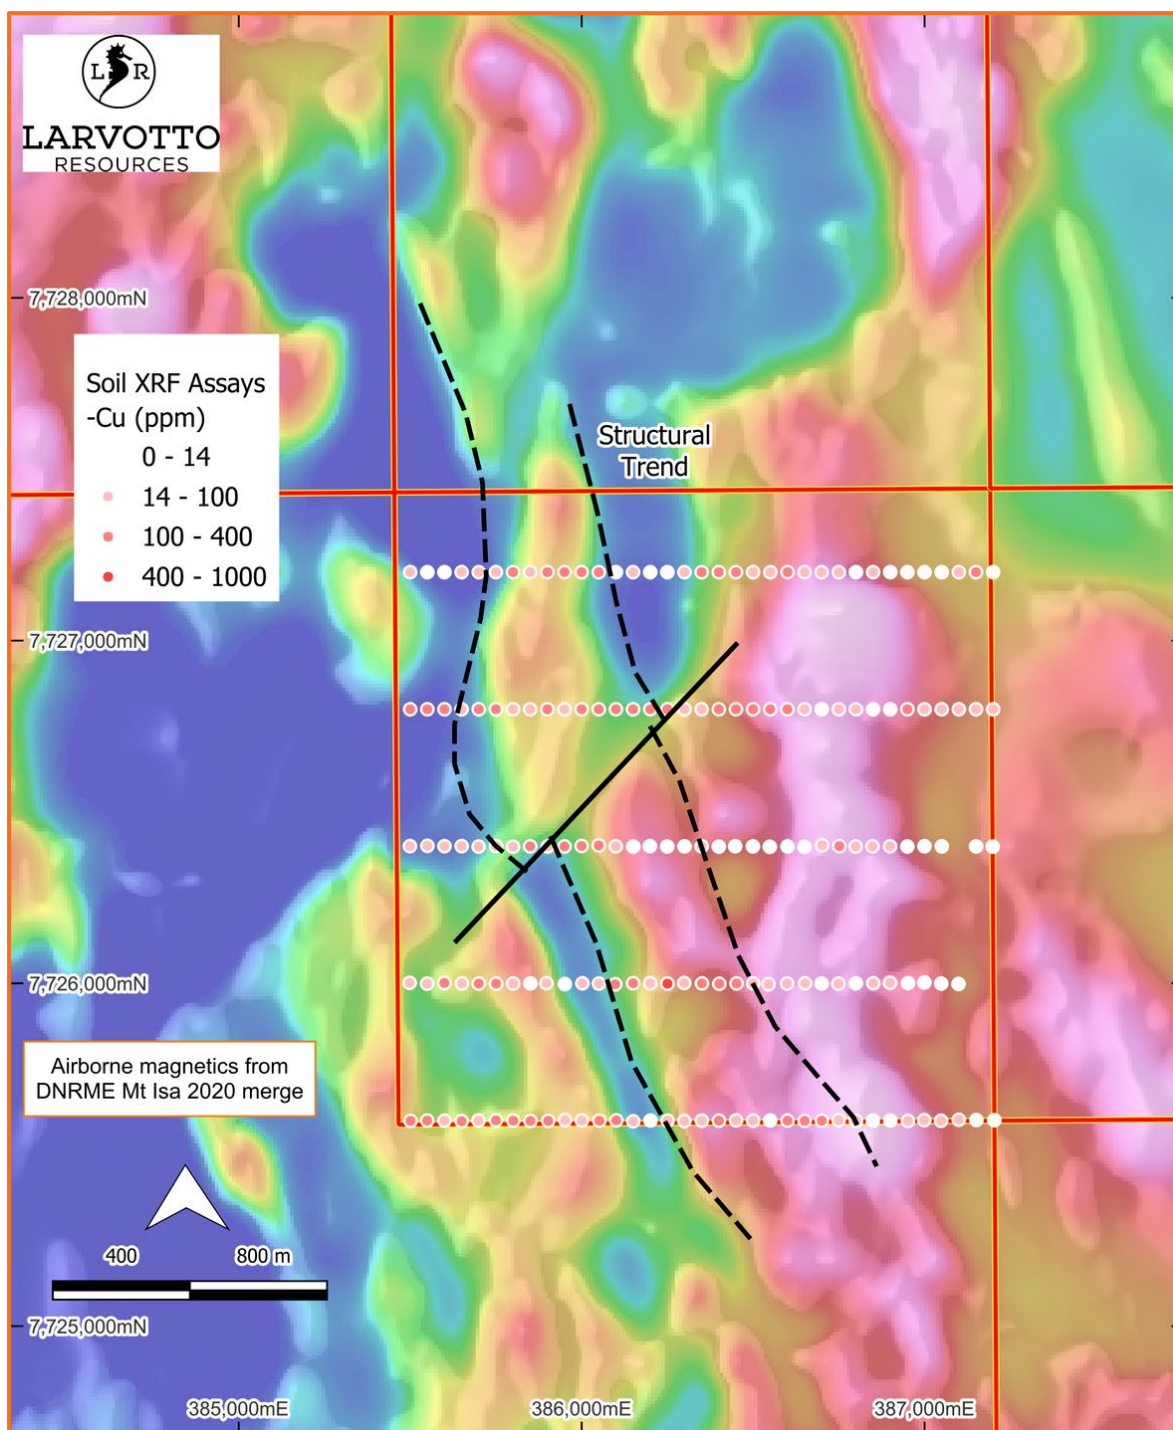 L R
LARVOTTO
RESOURCES
7,728,000mN
Soil XRF Assays
-Cu (ppm)
0 - 14
14 - 100
100 - 400
400 - 1000
Structural
Trend
7,727,000mN
7,726,000mN
Airborne magnetics from
DNRME Mt Isa 2020 merge
400 800 m
7,725,000mN
385,000mE 386,000mE 387,000mE